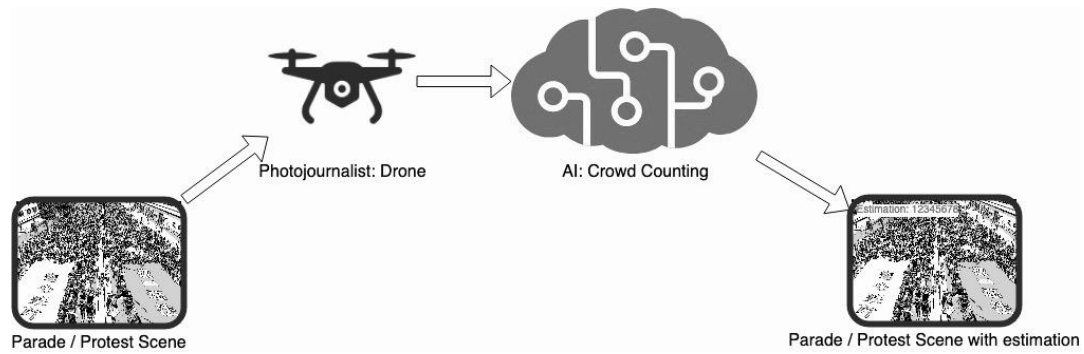 Photojournalist: Drone
AI: Crowd Counting
Estimation: 12345678
Parade / Protest Scene
Parade / Protest Scene with estimation